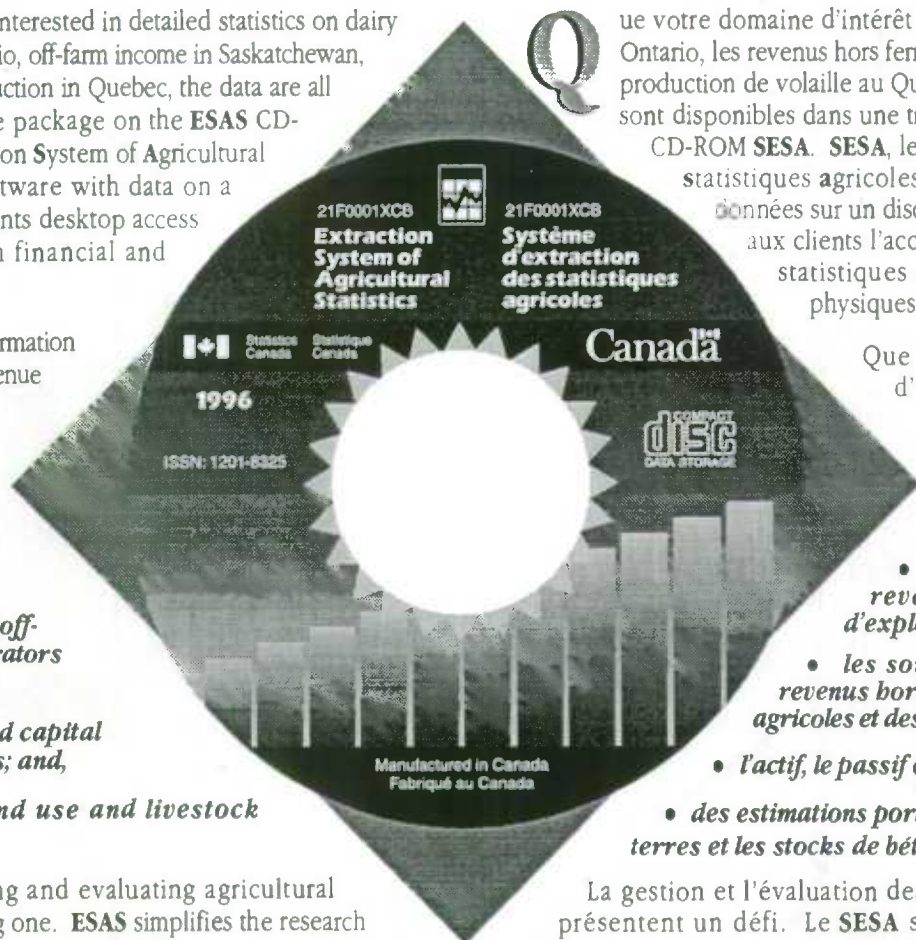 interested in detailed statistics on dairy
io, off-farm income in Saskatchewan,
uction in Quebec, the data are all
e package on the ESAS CD-
on System of Agricultural
tware with data on a
nts desktop access
n financial and
rmation
enue
off-
rators
d capital
s; and,
nd use and livestock
ng and evaluating agricultural
g one. ESAS simplifies the research
21F0001XCB
Extraction
System of
Agricultural
Statistics
21F0001XCB
Système
d'extraction
des statistiques
agricoles
Statistics
Canada
Statistique
Canada
Canada
1996
ISSN: 1201-8325
COMPACT
disc
DATA STORAGE
Manufactured in Canada
Fabriqué au Canada
Que votre domaine d'intérêt
Ontario, les revenus hors fer
production de volaille au Qu
sont disponibles dans une tr
CD-ROM SESA. SESA, le
statistiques agricoles
données sur un disc
aux clients l'acc
statistiques
physiques
Que
d'
•
reve
d'expla
• les sou
revenus hors
agricoles et des
• l'actif, le passif e
• des estimations port
terres et les stocks de bét
La gestion et l'évaluation de
présentent un défi. Le SESA s